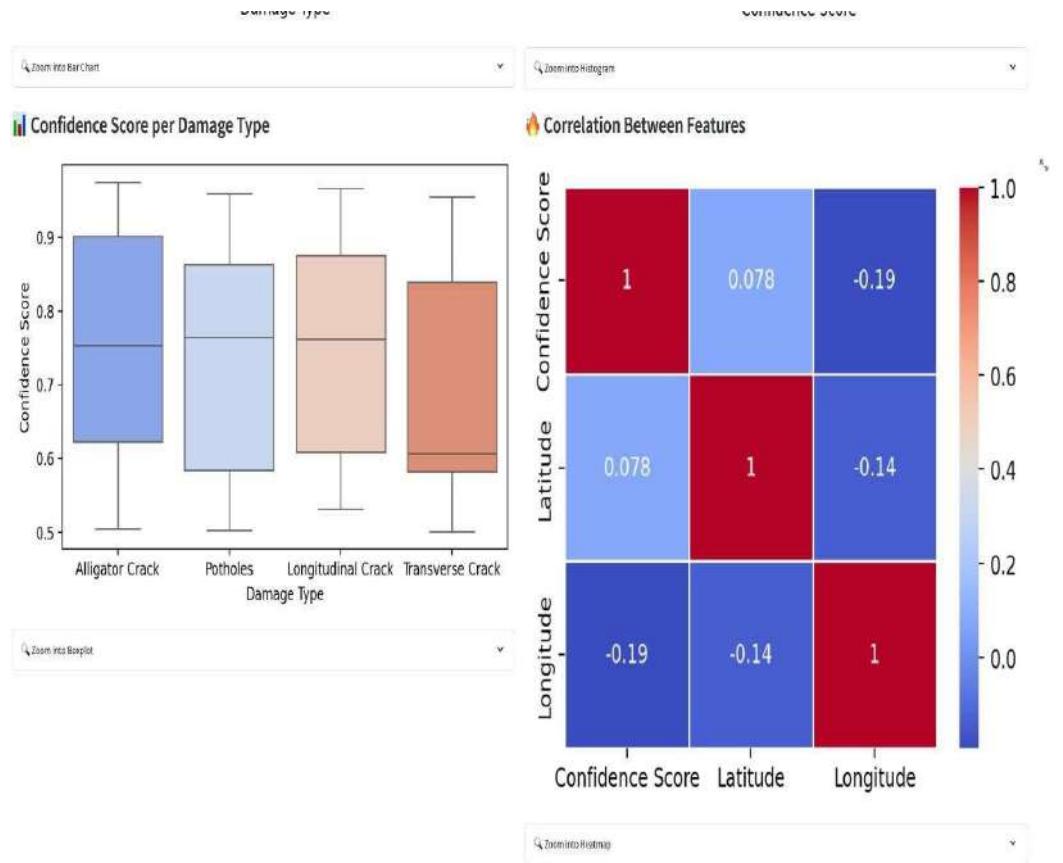 Damage Type
Confidence Score
Zoom into Bar Chart
Zoom into Histogram
Confidence Score per Damage Type
Correlation Between Features
Confidence Score
0.9
0.8
0.7
0.6
0.5
Alligator Crack Potholes Longitudinal Crack Transverse Crack
Damage Type
Zoom into Boxplot
Confidence Score
1 0.078 -0.19
Latitude
0.078 1 -0.14
Longitude
-0.19 -0.14 1
Confidence Score Latitude Longitude
1.0
0.8
0.6
0.4
0.2
0.0
Zoom into Heatmap